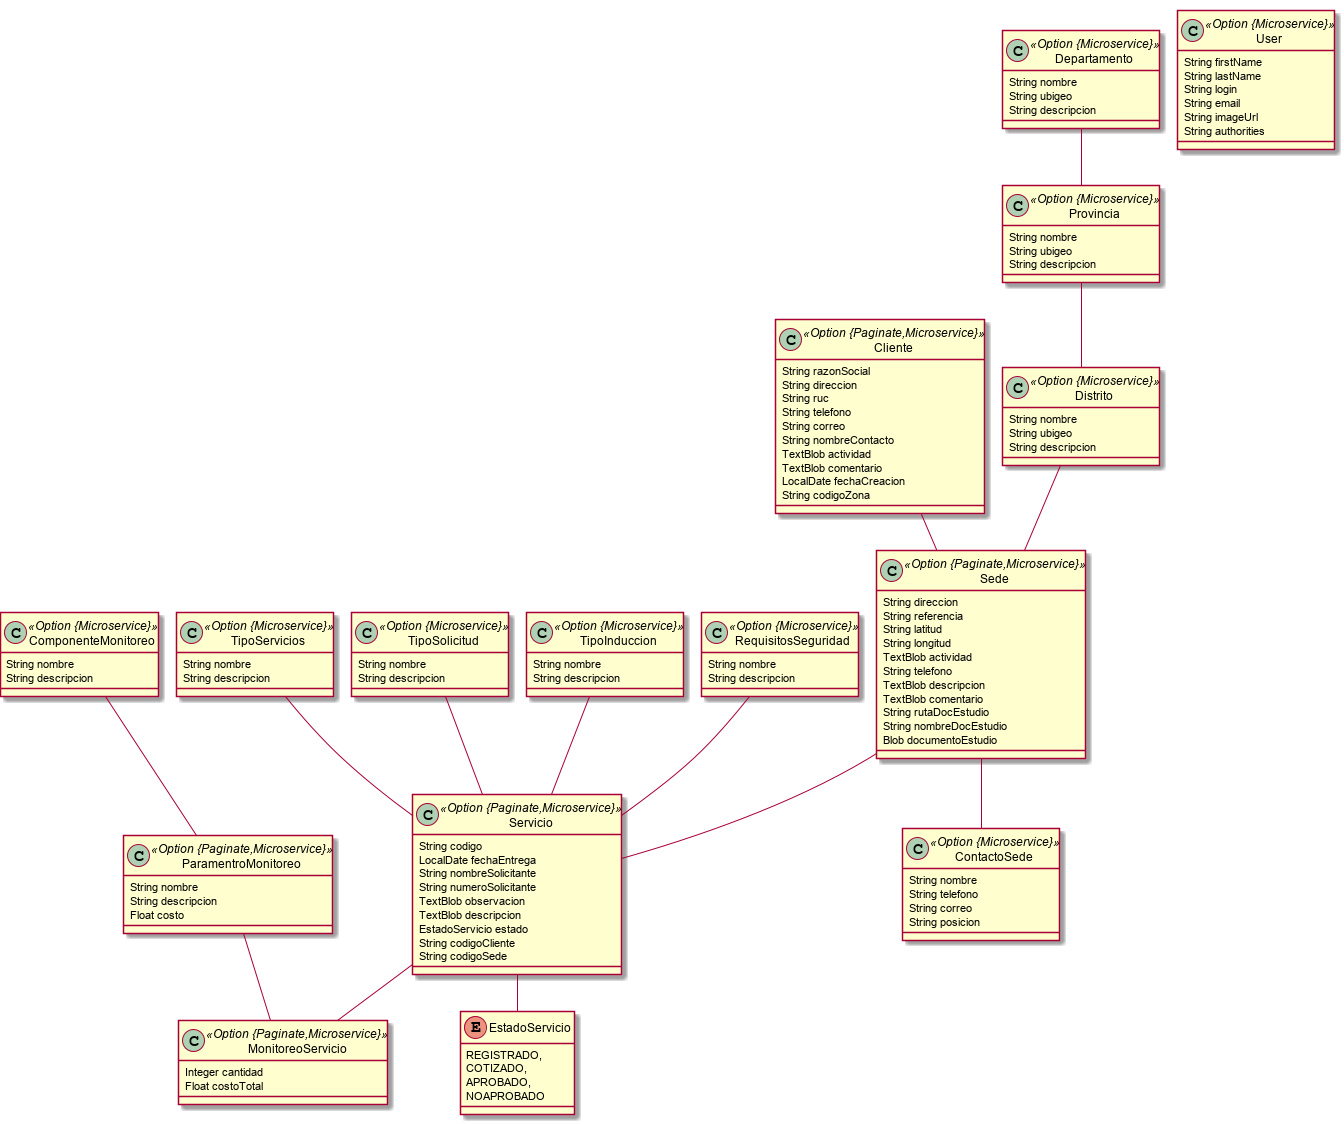 C «Option {Microservice}»
Departamento
String nombre
String ubigeo
String descripcion
C «Option {Microservice}»
User
String firstName
String lastName
String login
String email
String imageUrl
String authorities
C «Option {Microservice}»
Provincia
String nombre
String ubigeo
String descripcion
C «Option {Paginate,Microservice}»
Cliente
String razonSocial
String direccion
String ruc
String telefono
String correo
String nombreContacto
TextBlob actividad
TextBlob comentario
LocalDate fechaCreacion
String codigoZona
C «Option {Microservice}»
Distrito
String nombre
String ubigeo
String descripcion
C «Option {Paginate,Microservice}»
Sede
String direccion
String referencia
String latitud
String longitud
TextBlob actividad
String telefono
TextBlob descripcion
TextBlob comentario
String rutaDocEstudio
String nombreDocEstudio
Blob documentoEstudio
C «Option {Microservice}»
ComponenteMonitoreo
String nombre
String descripcion
C «Option {Microservice}»
TipoServicios
String nombre
String descripcion
C «Option {Microservice}»
TipoSolicitud
String nombre
String descripcion
C «Option {Microservice}»
TipoInduccion
String nombre
String descripcion
C «Option {Microservice}»
RequisitosSeguridad
String nombre
String descripcion
C «Option {Paginate,Microservice}»
ParamentroMonitoreo
String nombre
String descripcion
Float costo
C «Option {Paginate,Microservice}»
Servicio
String codigo
LocalDate fechaEntrega
String nombreSolicitante
String numeroSolicitante
TextBlob observacion
TextBlob descripcion
EstadoServicio estado
String codigoCliente
String codigoSede
C «Option {Microservice}»
ContactoSede
String nombre
String telefono
String correo
String posicion
C «Option {Paginate,Microservice}»
MonitoreoServicio
Integer cantidad
Float costoTotal
E EstadoServicio
REGISTRADO,
COTIZADO,
APROBADO,
NOAPROBADO